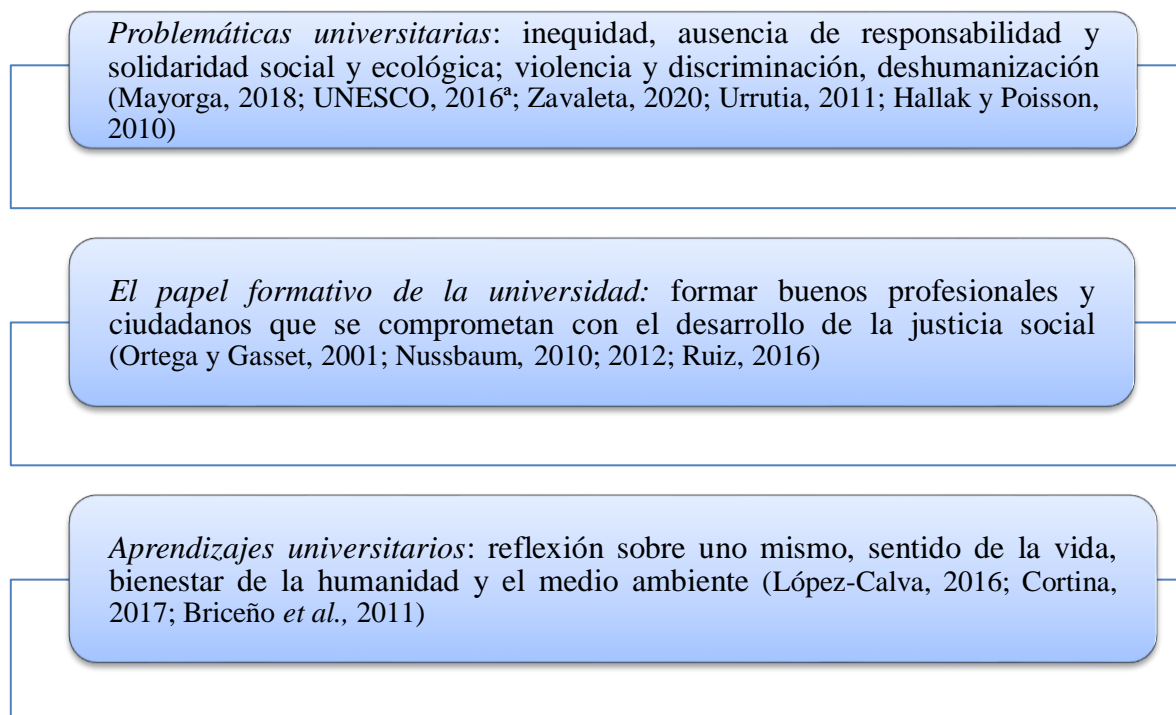 Problemáticas universitarias: inequidad, ausencia de responsabilidad y
solidaridad social y ecológica; violencia y discriminación, deshumanización
(Mayorga, 2018; UNESCO, 2016ª; Zavaleta, 2020; Urrutia, 2011; Hallak y Poisson,
2010)
El papel formativo de la universidad: formar buenos profesionales y
ciudadanos que se comprometan con el desarrollo de la justicia social
(Ortega y Gasset, 2001; Nussbaum, 2010; 2012; Ruiz, 2016)
Aprendizajes universitarios: reflexión sobre uno mismo, sentido de la vida,
bienestar de la humanidad y el medio ambiente (López-Calva, 2016; Cortina,
2017; Briceño et al., 2011)